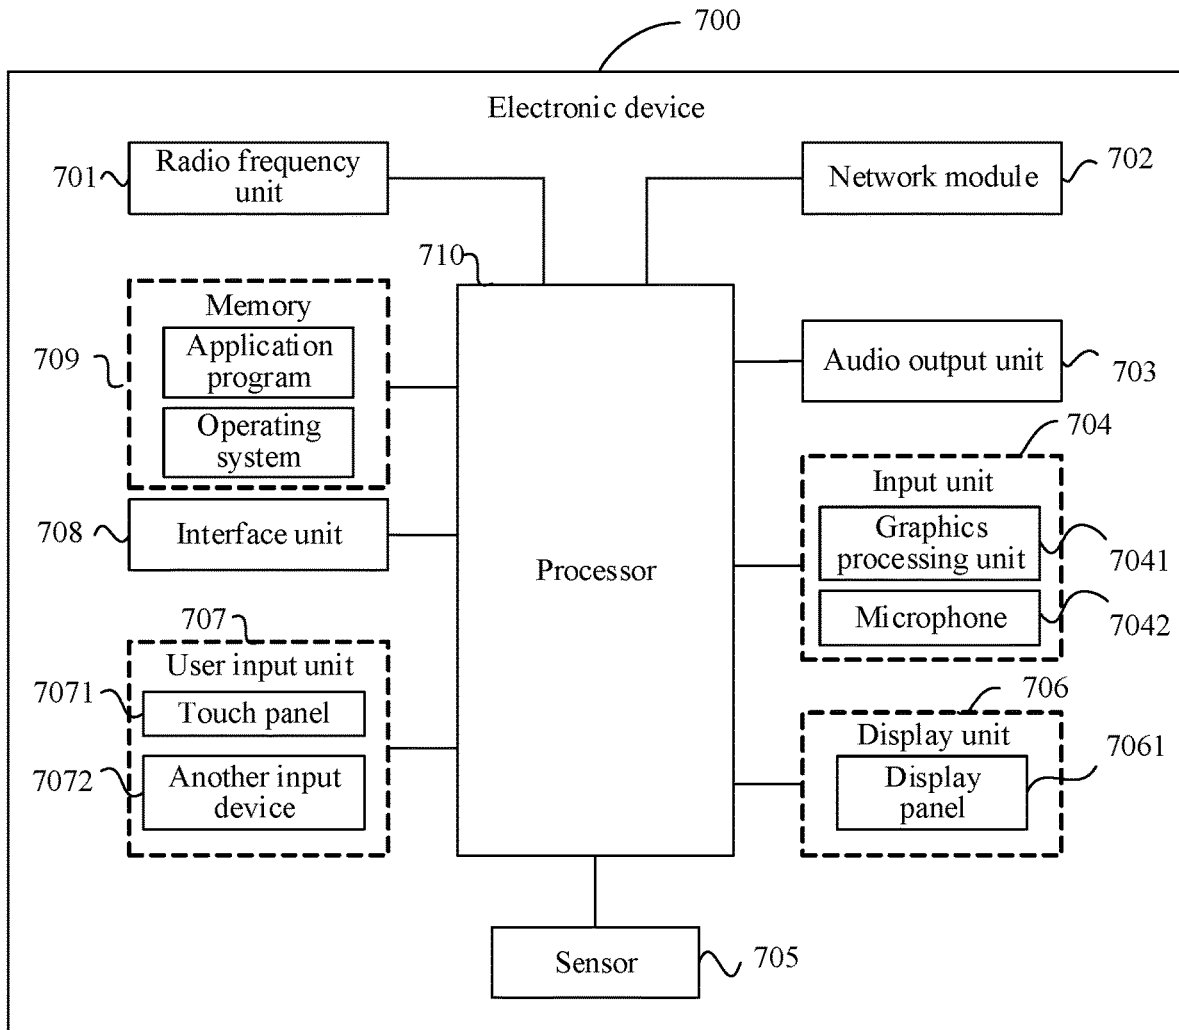 700
Electronic device
701
Radio frequency
unit
Network module
702
710
Memory
Application
program
Operating
system
709
Audio output unit
703
704
Input unit
Graphics
processing unit
7041
Microphone
7042
708
Interface unit
Processor
707
User input unit
7071
Touch panel
7072
Another input
device
706
Display unit
Display
panel
7061
Sensor
705